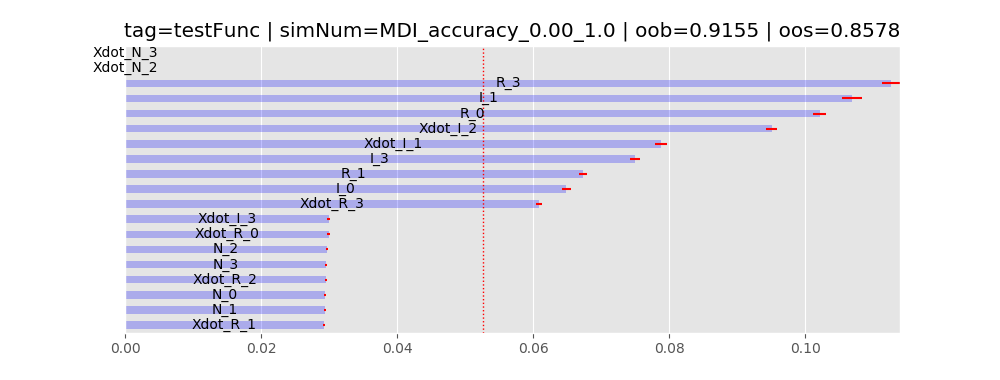 tag=testFunc | simNum=MDI_accuracy_0.00_1.0 | oob=0.9155 | oos=0.8578
Xdot_N_3
Xdot_N_2
R_3
I_1
R_0
Xdot_I_2
Xdot_I_1
I_3
R_1
I_0
Xdot_R_3
Xdot_I_3
Xdot_R_0
N_2
N_3
Xdot_R_2
N_0
N_1
Xdot_R_1
0.00 0.02 0.04 0.06 0.08 0.10